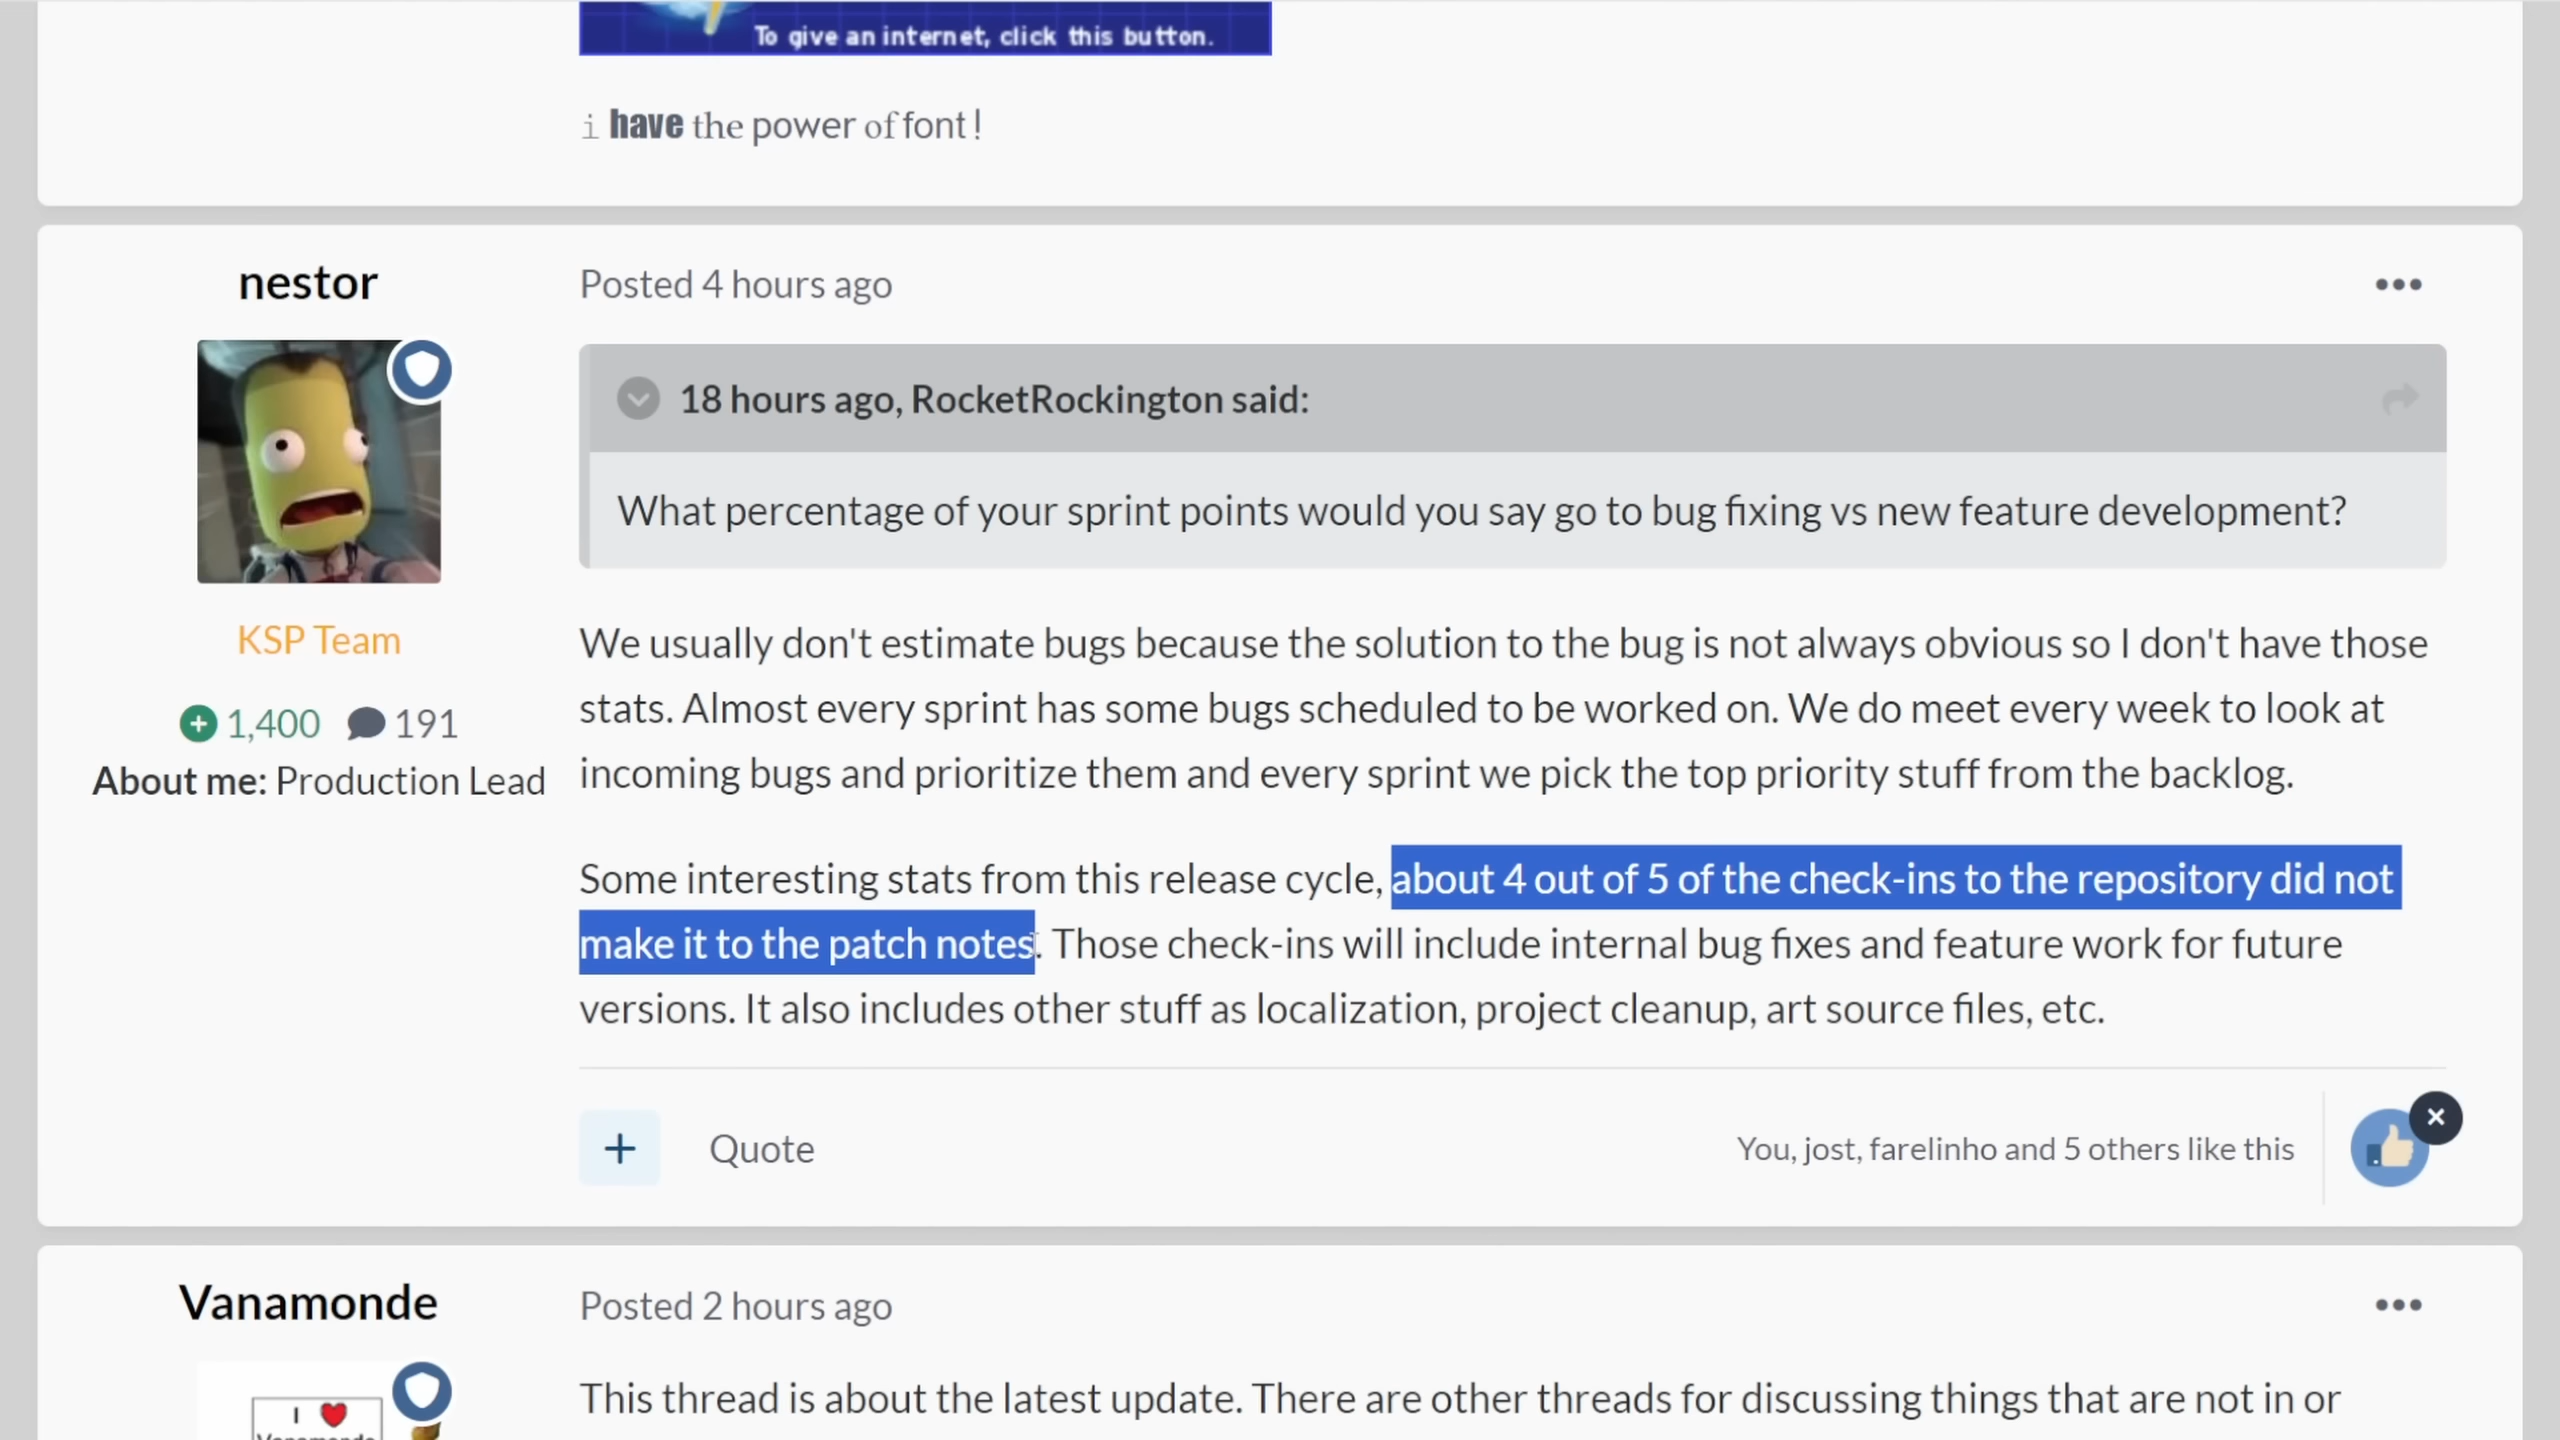 To give an internet, click this button.
i have the power of font!
nestor
Posted 4 hours ago
18 hours ago, RocketRockington said:
What percentage of your sprint points would you say go to bug fixing vs new feature development?
KSP Team
1,400 191
About me: Production Lead
We usually don't estimate bugs because the solution to the bug is not always obvious so I don't have those
stats. Almost every sprint has some bugs scheduled to be worked on. We do meet every week to look at
incoming bugs and prioritize them and every sprint we pick the top priority stuff from the backlog.
Some interesting stats from this release cycle, about 4 out of 5 of the check-ins to the repository did not
make it to the patch notes. Those check-ins will include internal bug fixes and feature work for future
versions. It also includes other stuff as localization, project cleanup, art source files, etc.
Quote
You, jost, farelinho and 5 others like this
Vanamonde
Posted 2 hours ago
I
This thread is about the latest update. There are other threads for discussing things that are not in or